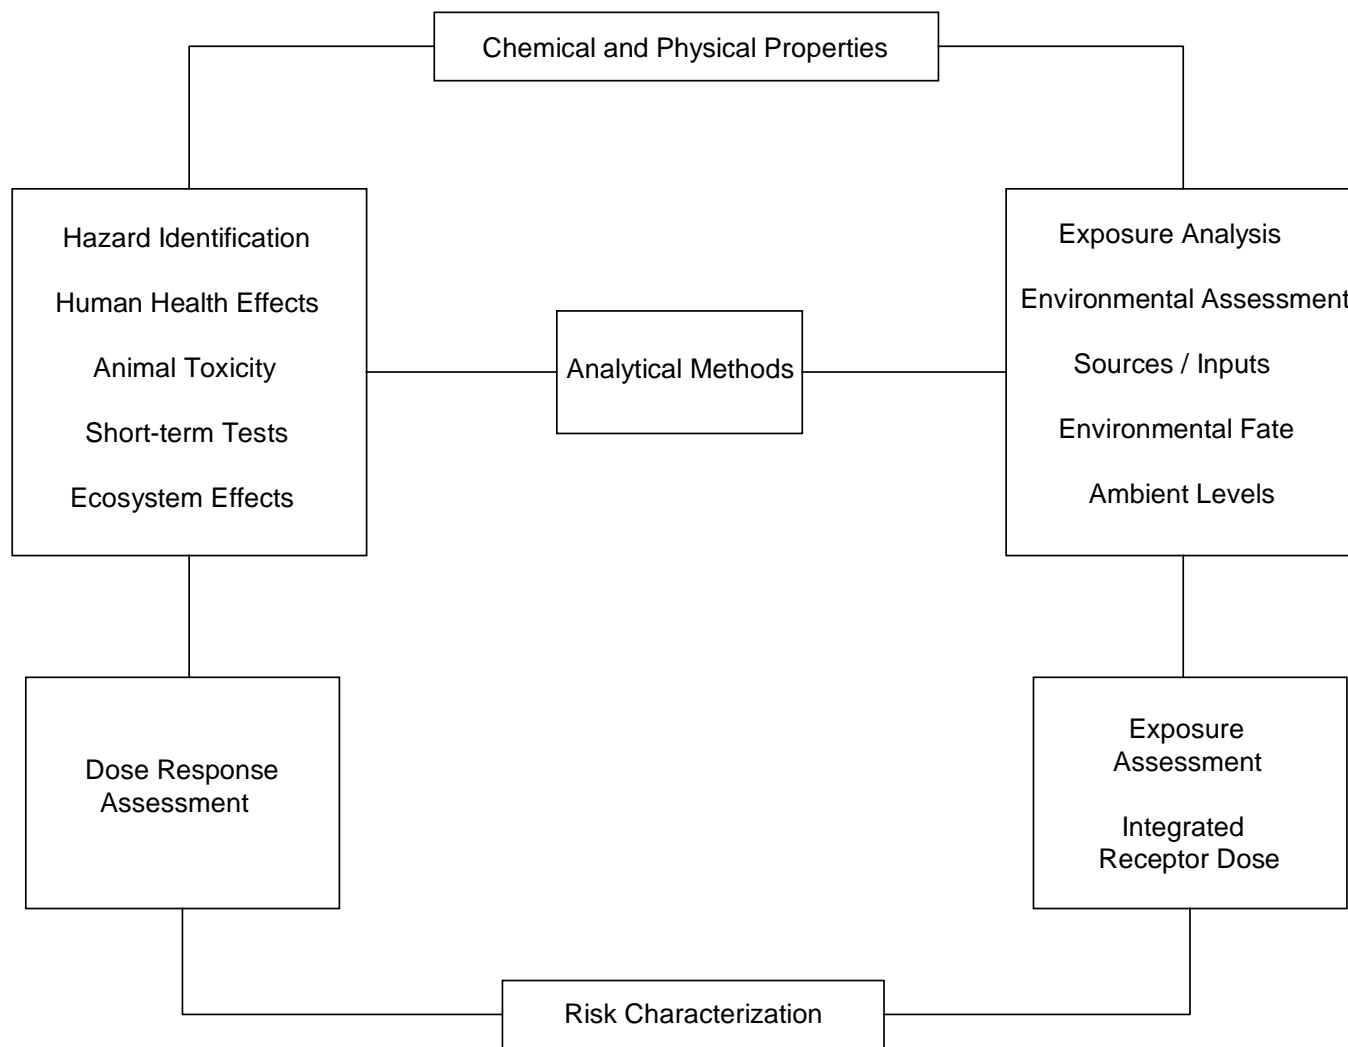 Chemical and Physical Properties
Hazard Identification
Human Health Effects
Animal Toxicity
Short-term Tests
Ecosystem Effects
Analytical Methods
Exposure Analysis
Environmental Assessment
Sources / Inputs
Environmental Fate
Ambient Levels
Dose Response
Assessment
Exposure
Assessment
Integrated
Receptor Dose
Risk Characterization